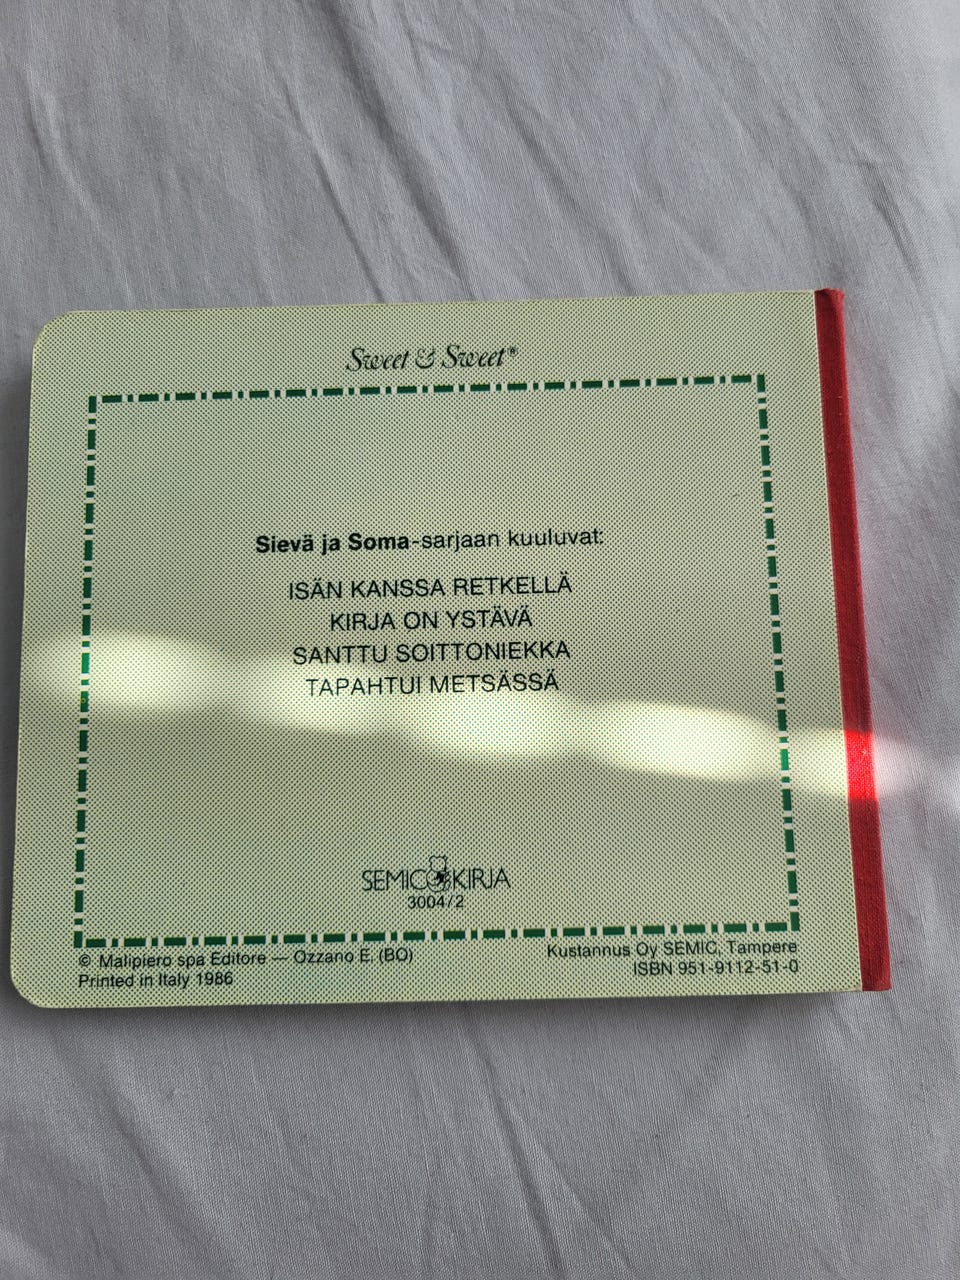 Sweet & Sweet®
Sievä ja Soma-sarjaan kuuluvat:
ISÄN KANSSA RETKELLÄ
KIRJA ON YSTÄVÄ
SANTTU SOITTONIEKKA
TAPAHTUI METSÄSSÄ
SEMIC KIRJA
3004/2
© Malipiero spa Editore — Ozzano E. (BO)
Printed in Italy 1986
Kustannus Oy SEMIC, Tampere
ISBN 951-9112-51-0